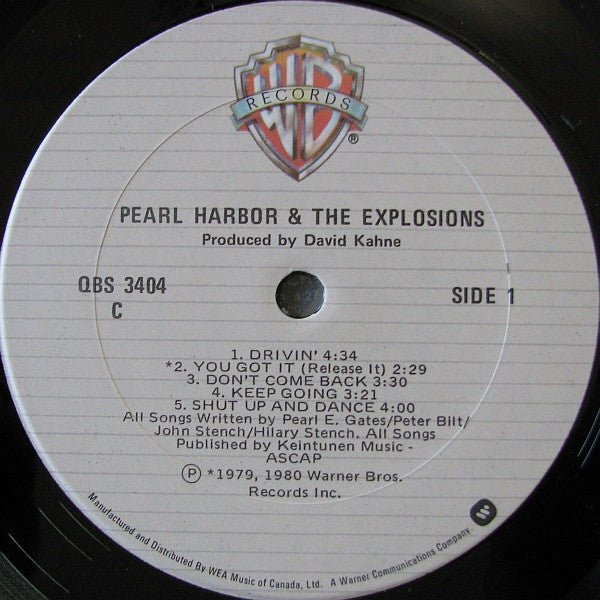 WB
RECORDS
®
PEARL HARBOR & THE EXPLOSIONS
Produced by David Kahne
QBS 3404
C
SIDE 1
1. DRIVIN' 4:34
*2. YOU GOT IT (Release It) 2:29
3. DON'T COME BACK 3:30
4. KEEP GOING 3:21
5. SHUT UP AND DANCE 4:00
All Songs Written by Pearl E. Gates/Peter Bilt/
John Stench/Hilary Stench. All Songs
Published by Keintunen Music -
ASCAP
Ⓟ *1979, 1980 Warner Bros.
Records Inc.
Manufactured and Distributed By WEA Music of Canada, Ltd. A Warner Communications Company.